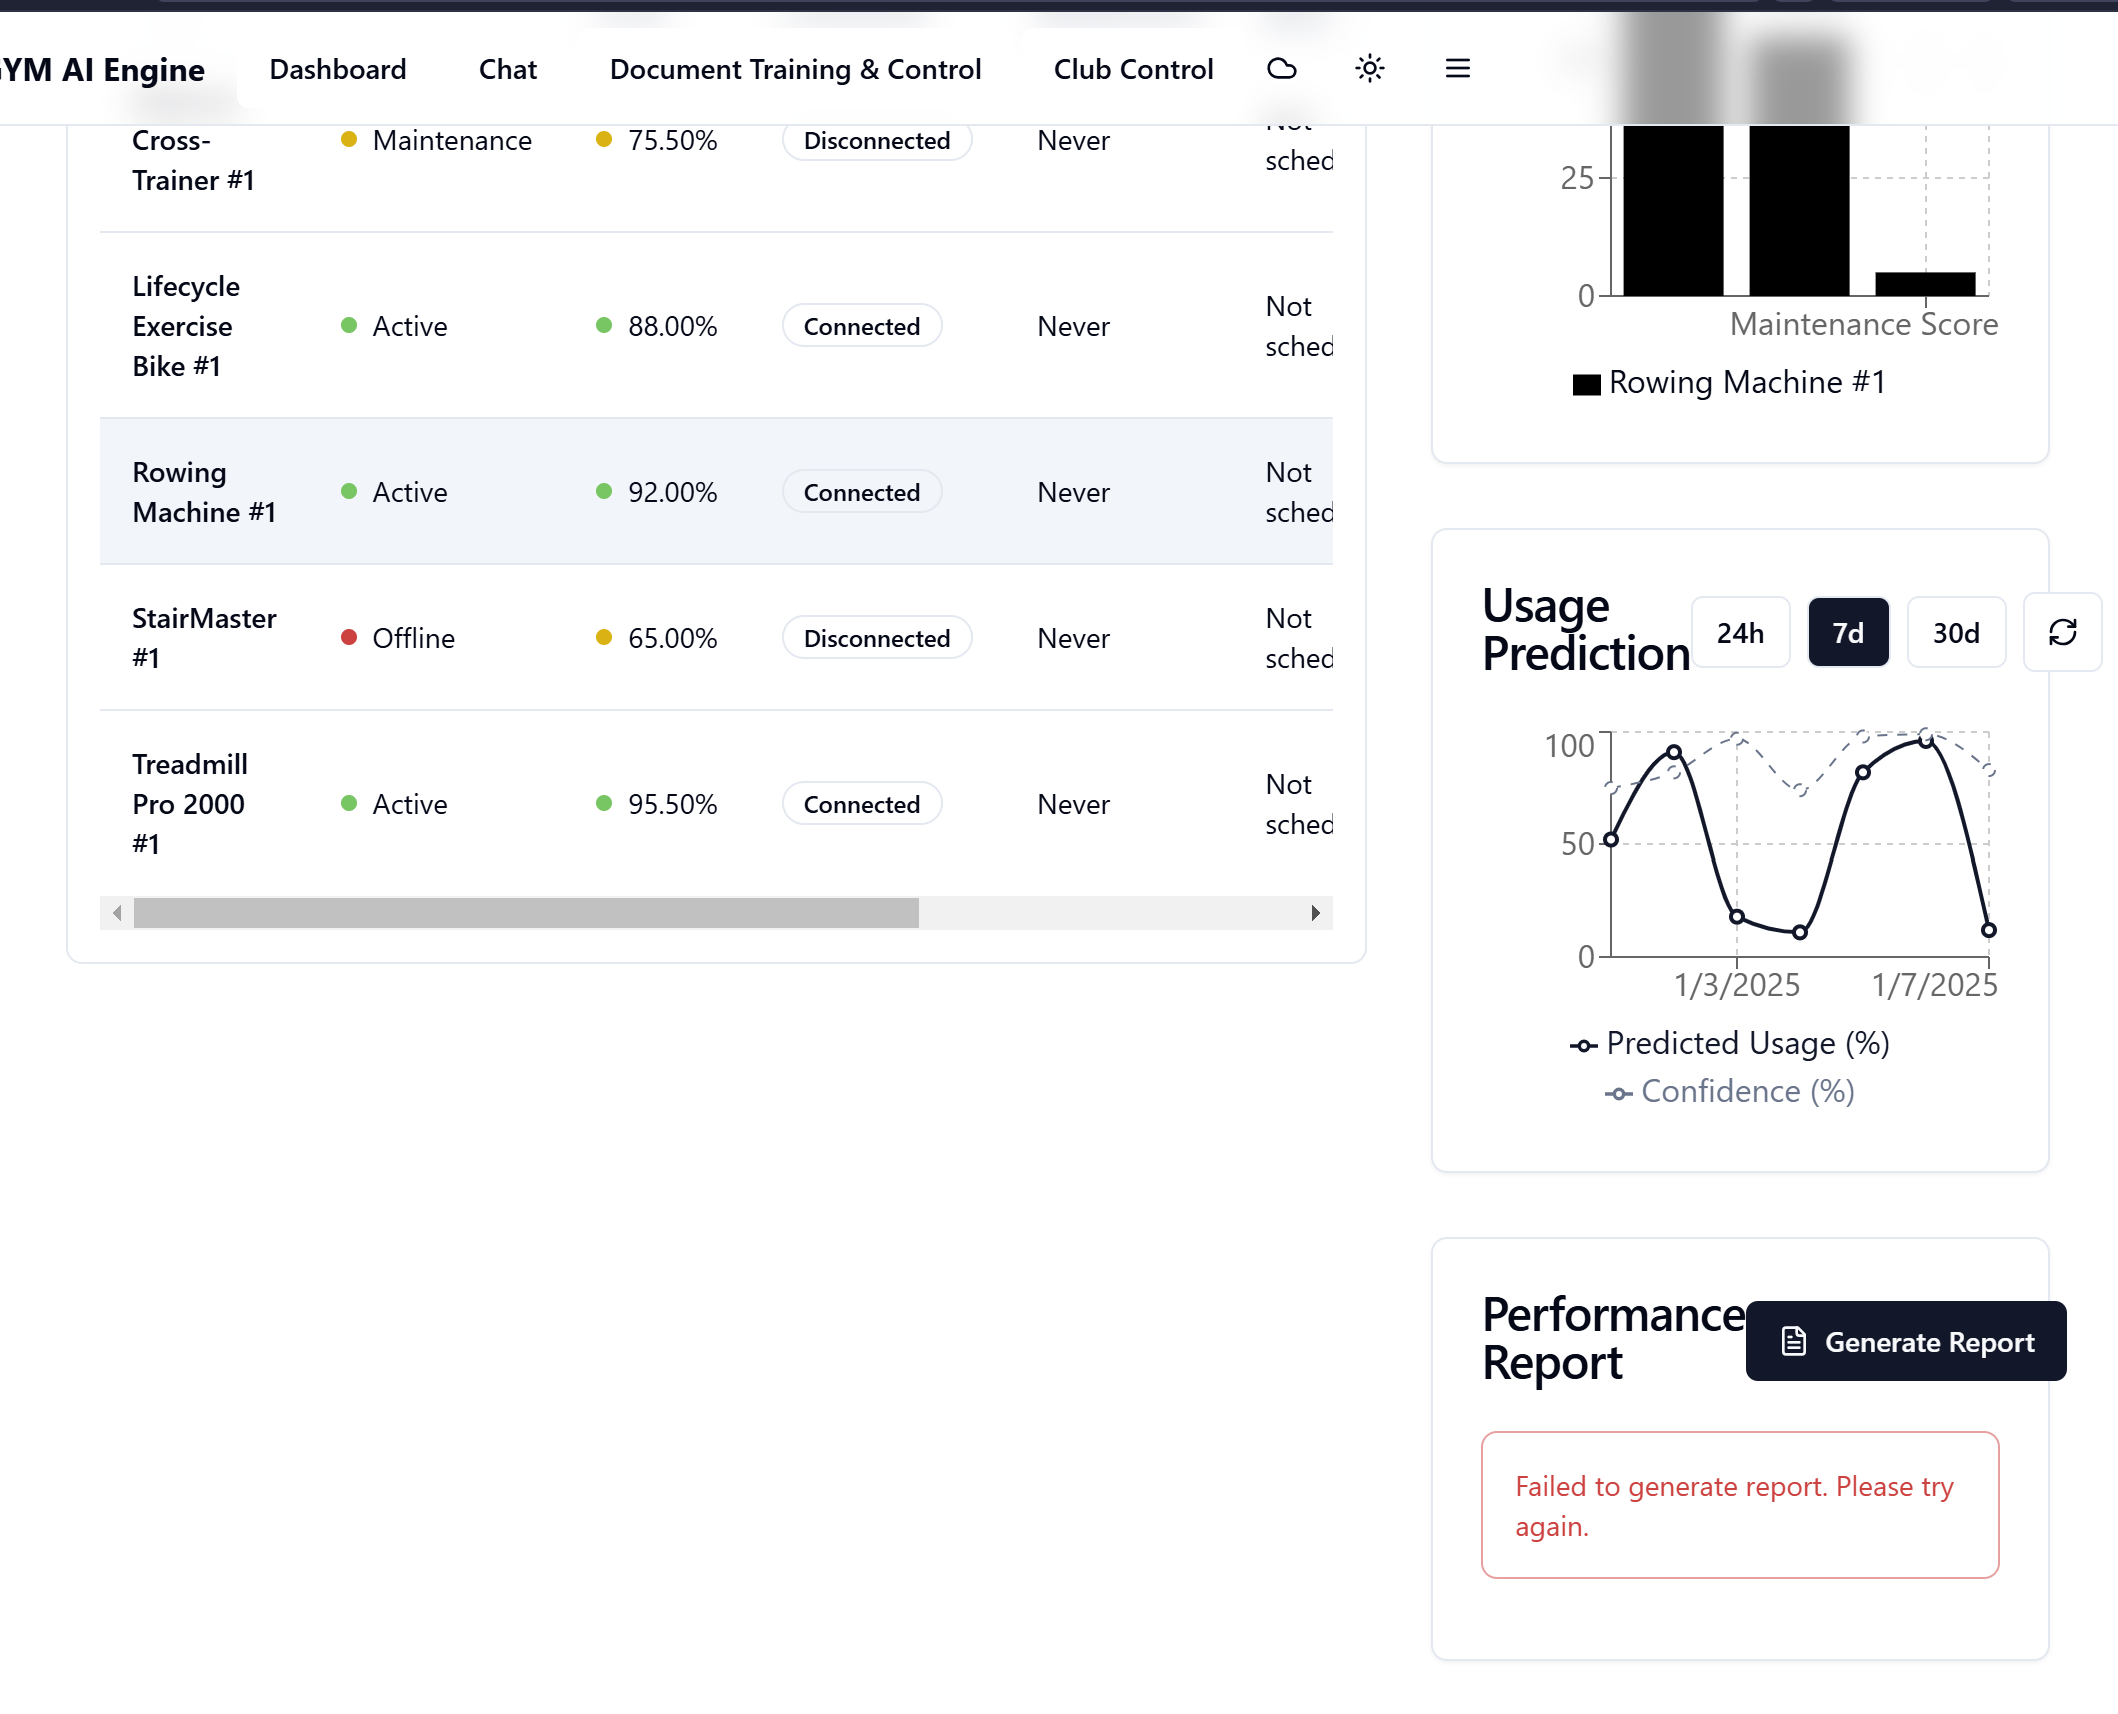 YM AI Engine
Dashboard
Chat
Document Training & Control
Club Control
Cross-
Trainer #1
Maintenance
75.50%
Disconnected
Never
Not
sched
Lifecycle
Exercise
Bike #1
Active
88.00%
Connected
Never
Not
sched
Rowing
Machine #1
Active
92.00%
Connected
Never
Not
sched
StairMaster
#1
Offline
65.00%
Disconnected
Never
Not
sched
Treadmill
Pro 2000
#1
Active
95.50%
Connected
Never
Not
sched
25
0
Maintenance Score
Rowing Machine #1
Usage
Prediction
24h
7d
30d
100
50
0
1/3/2025
1/7/2025
Predicted Usage (%)
Confidence (%)
Performance
Report
Generate Report
Failed to generate report. Please try
again.